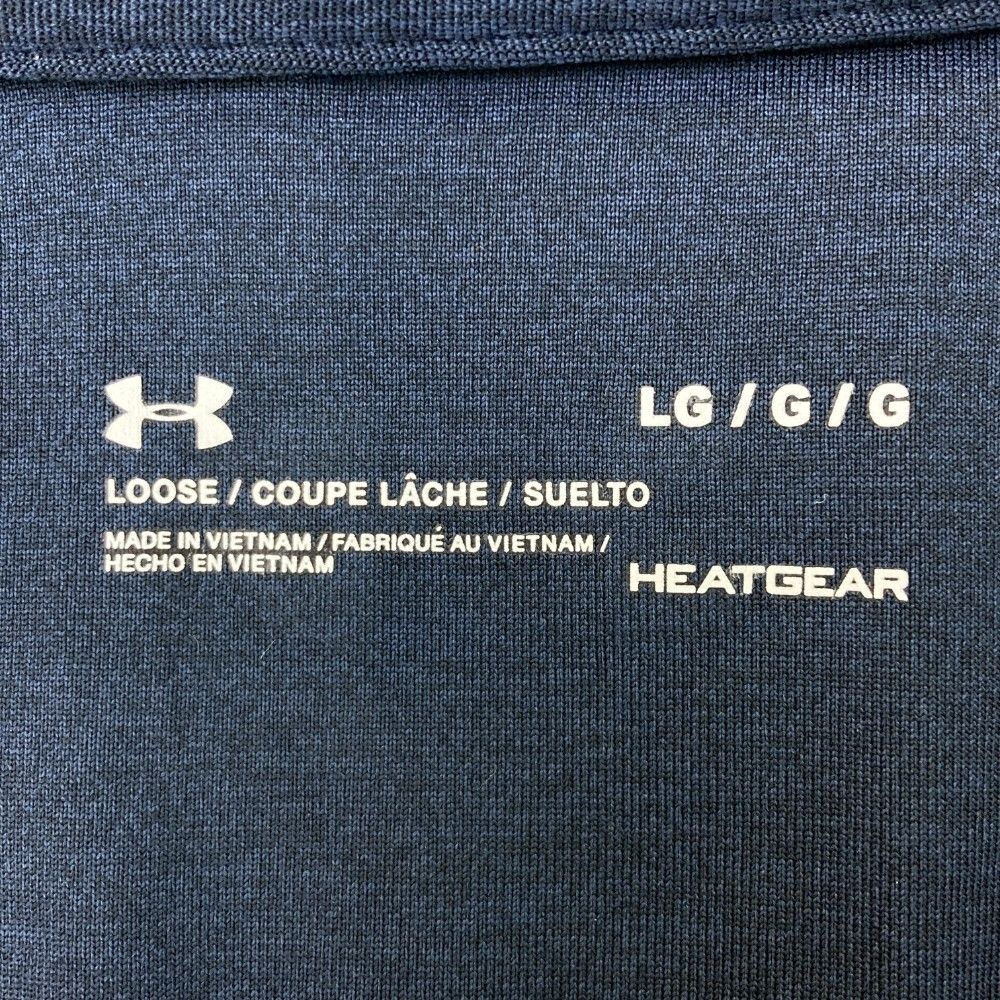 LG / G / G
LOOSE / COUPE LÂCHE / SUELTO
MADE IN VIETNAM / FABRIQUÉ AU VIETNAM /
HECHO EN VIETNAM
HEATGEAR